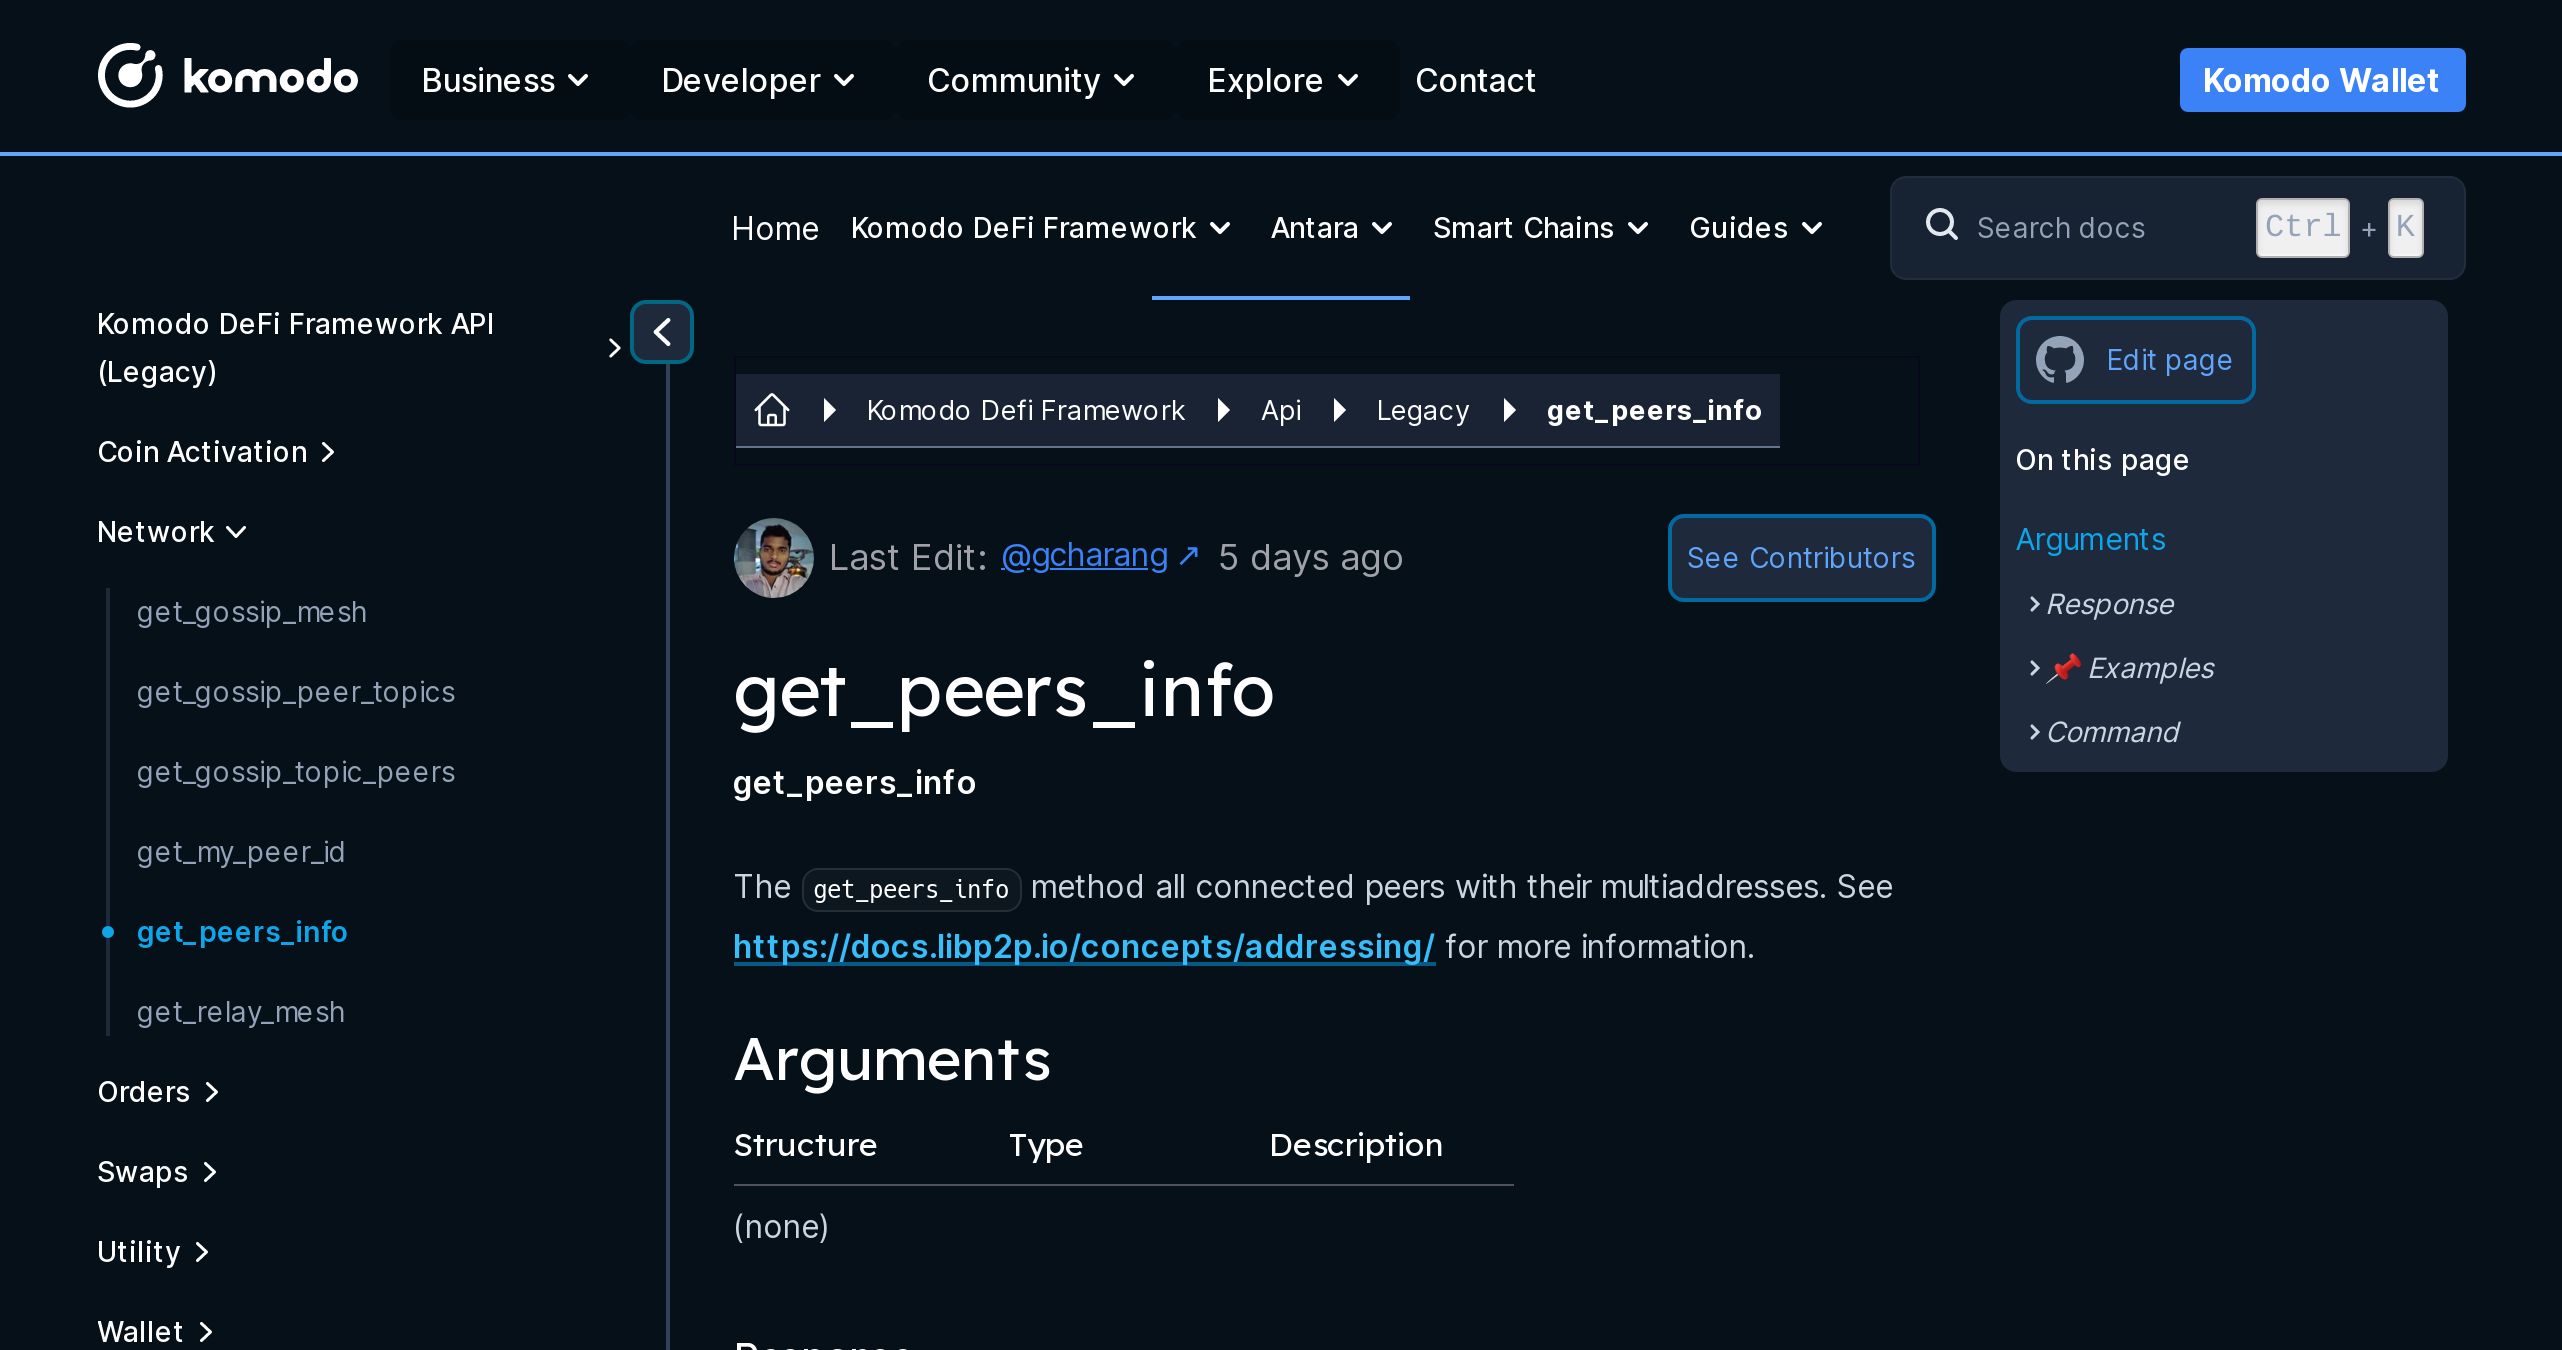 komodo
Business Developer Community Explore Contact
Komodo Wallet
Home Komodo DeFi Framework Antara Smart Chains Guides
Search docs Ctrl + K
Komodo DeFi Framework API
(Legacy)
Coin Activation
Network
get_gossip_mesh
get_gossip_peer_topics
get_gossip_topic_peers
get_my_peer_id
get_peers_info
get_relay_mesh
Orders
Swaps
Utility
Wallet
Komodo Defi Framework Api Legacy get_peers_info
Last Edit: @gcharang ↗ 5 days ago
See Contributors
get_peers_info
get_peers_info
The get_peers_info method all connected peers with their multiaddresses. See
https://docs.libp2p.io/concepts/addressing/ for more information.
Arguments
Structure Type Description
(none)
Edit page
On this page
Arguments
Response
📌 Examples
Command